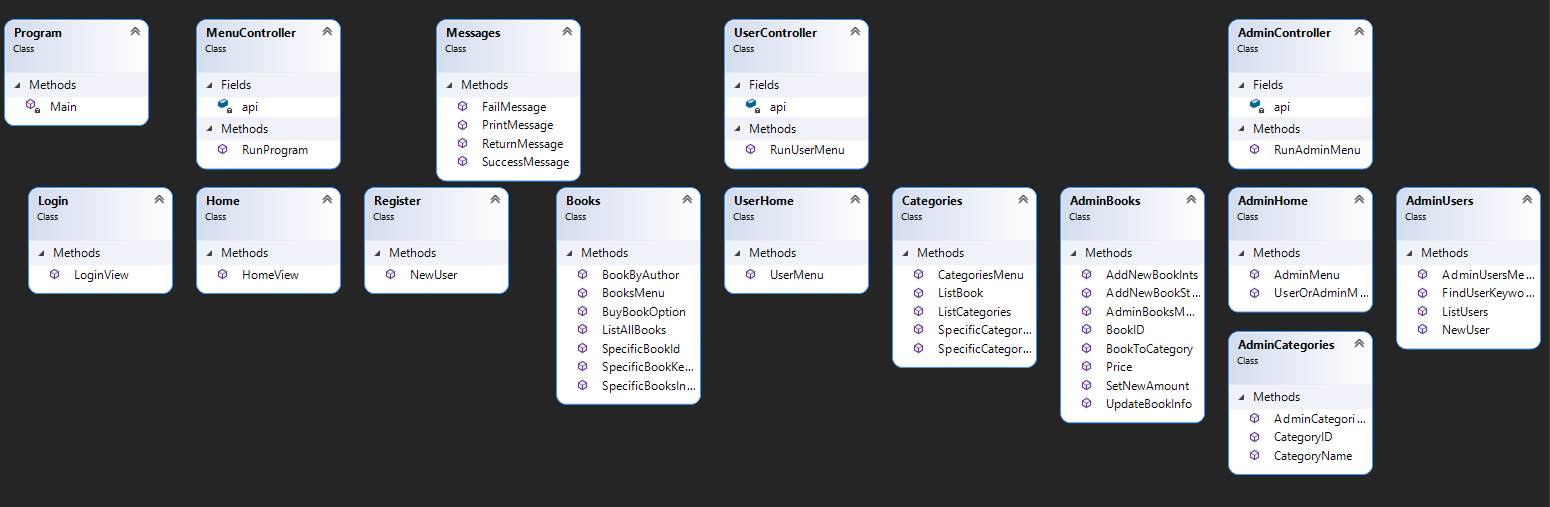 Program
Class
Methods
Main
MenuController
Class
Fields
api
Methods
RunProgram
Messages
Class
Methods
FailMessage
PrintMessage
ReturnMessage
SuccessMessage
UserController
Class
Fields
api
Methods
RunUserMenu
AdminController
Class
Fields
api
Methods
RunAdminMenu
Login
Class
Methods
LoginView
Home
Class
Methods
HomeView
Register
Class
Methods
NewUser
Books
Class
Methods
BookByAuthor
BooksMenu
BuyBookOption
ListAllBooks
SpecificBookId
SpecificBookKe...
SpecificBooksIn...
UserHome
Class
Methods
UserMenu
Categories
Class
Methods
CategoriesMenu
ListBook
ListCategories
SpecificCategor...
SpecificCategor...
AdminBooks
Class
Methods
AddNewBookInts
AddNewBookSt...
AdminBooksM...
BookID
BookToCategory
Price
SetNewAmount
UpdateBookInfo
AdminHome
Class
Methods
AdminMenu
UserOrAdminM...
AdminUsers
Class
Methods
AdminUsersMe...
FindUserKeywo...
ListUsers
NewUser
AdminCategories
Class
Methods
AdminCategori...
CategoryID
CategoryName